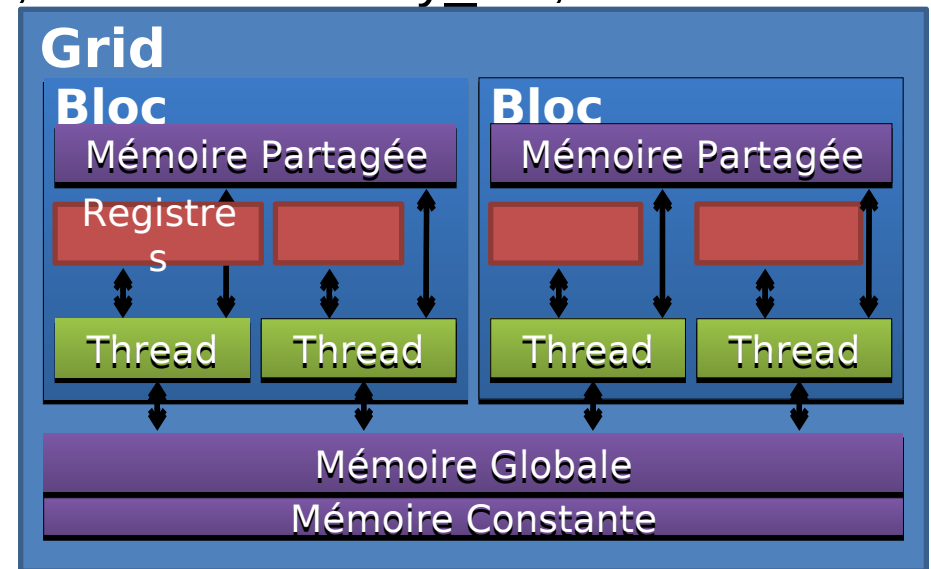 Grid
Bloc
Bloc
Mémoire Partagée
Mémoire Partagée
Registre
s
Thread
Thread
Thread
Thread
Mémoire Globale
Mémoire Constante